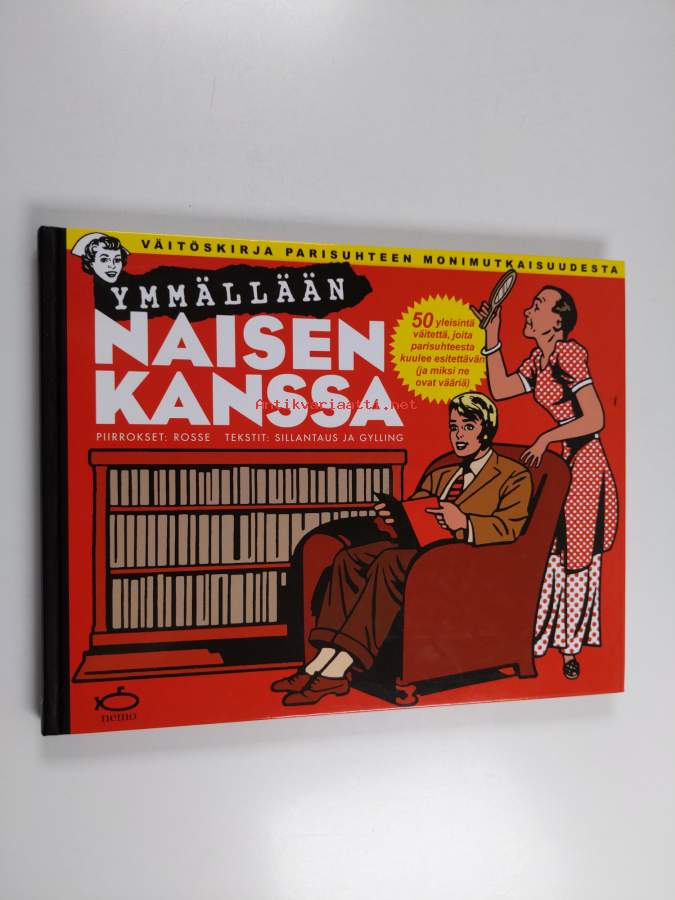 VÄITÖSKIRJA PARISUHTEEN MONIMUTKAISUUDESTA
YMMÄLLÄÄN
NAISEN
KANSSA
50 yleisintä
väitettä, joita
parisuhteesta
kuulee esitettävän
(ja miksi ne
ovat vääriä)
Antikvariaatti.net
PIIRROKSET: ROSSE TEKSTIT: SILLANTAUS JA GYLLING
nemo